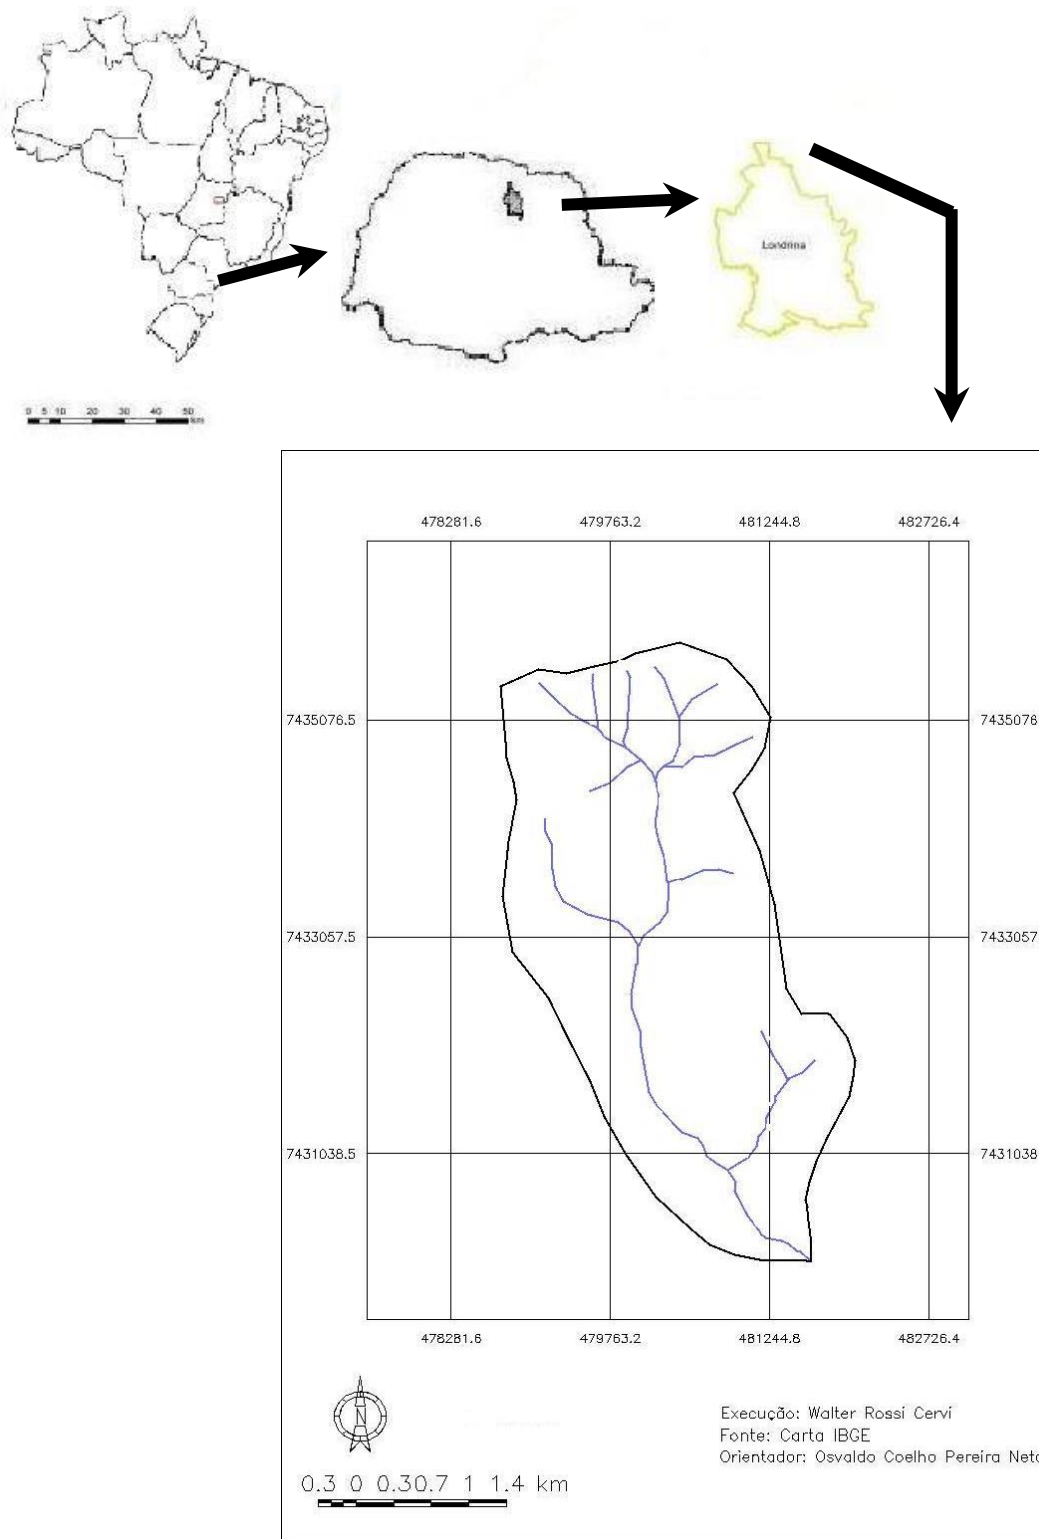 Londrina
0 5 10 20 30 40 50
km
478281.6 479763.2 481244.8 482726.4
7435076.5 7435076
7433057.5 7433057
7431038.5 7431038
478281.6 479763.2 481244.8 482726.4
N
Execução: Walter Rossi Cervi
Fonte: Carta IBGE
Orientador: Osvaldo Coelho Pereira Neto
0.3 0 0.30.7 1 1.4 km